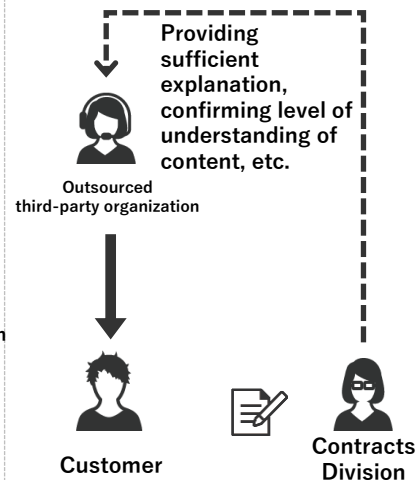 Providing
sufficient
explanation,
confirming level of
understanding of
content, etc.
Outsourced
third-party organization
Customer
Contracts
Division